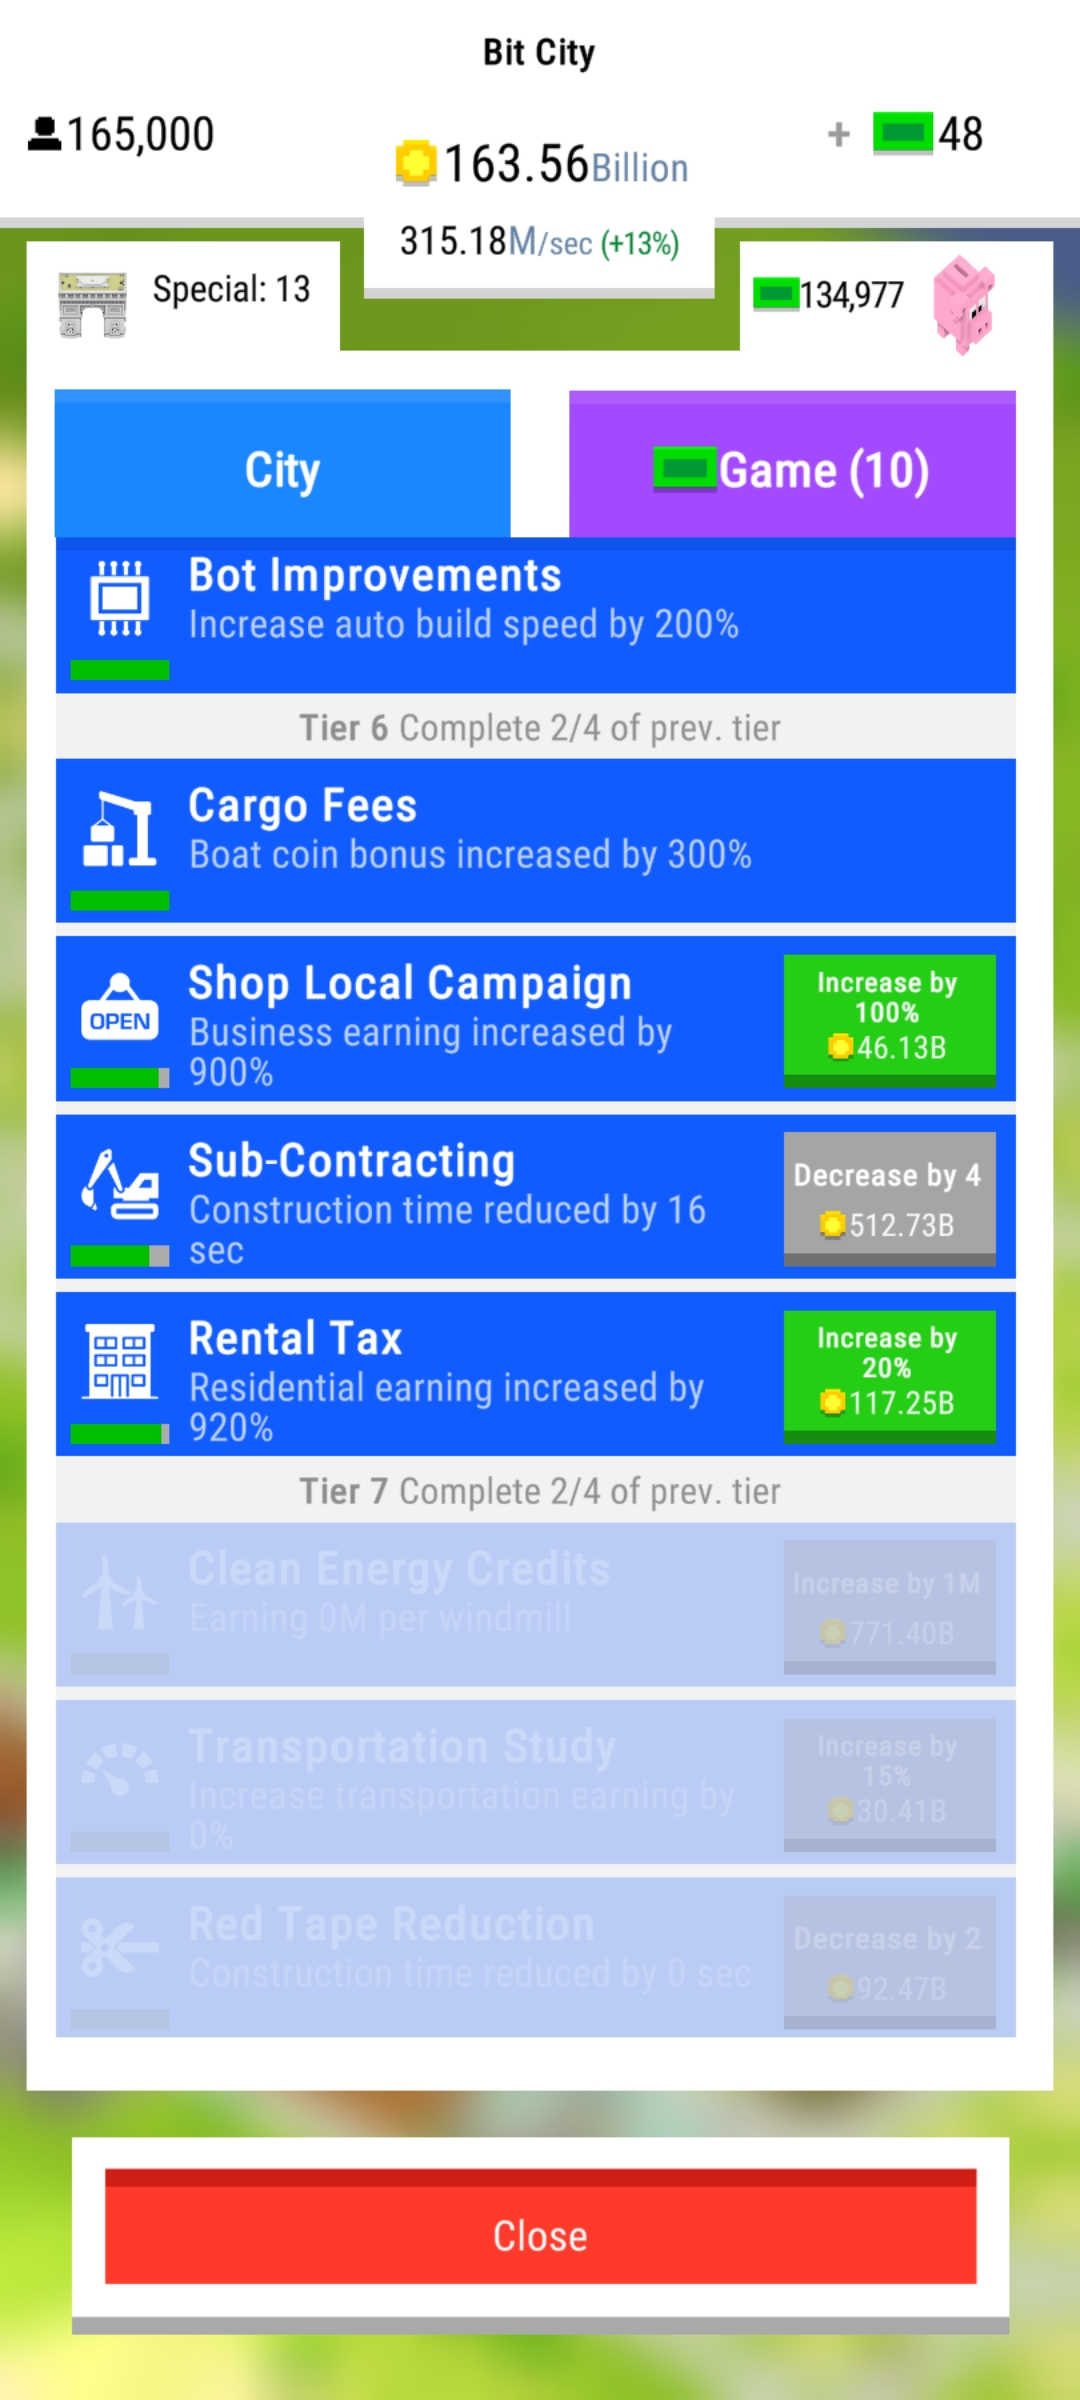 Bit City
165,000
163.56Billion
+ 48
315.18M/sec (+13%)
Special: 13
134,977
City
Game (10)
Bot Improvements
Increase auto build speed by 200%
Tier 6 Complete 2/4 of prev. tier
Cargo Fees
Boat coin bonus increased by 300%
OPEN
Shop Local Campaign
Business earning increased by
900%
Increase by
100%
46.13B
Sub-Contracting
Construction time reduced by 16
sec
Decrease by 4
512.73B
Rental Tax
Residential earning increased by
920%
Increase by
20%
117.25B
Tier 7 Complete 2/4 of prev. tier
Clean Energy Credits
Earning 0M per windmill
Increase by 1M
771.40B
Transportation Study
Increase transportation earning by
0%
Increase by
15%
30.41B
Red Tape Reduction
Construction time reduced by 0 sec
Decrease by 2
92.47B
Close